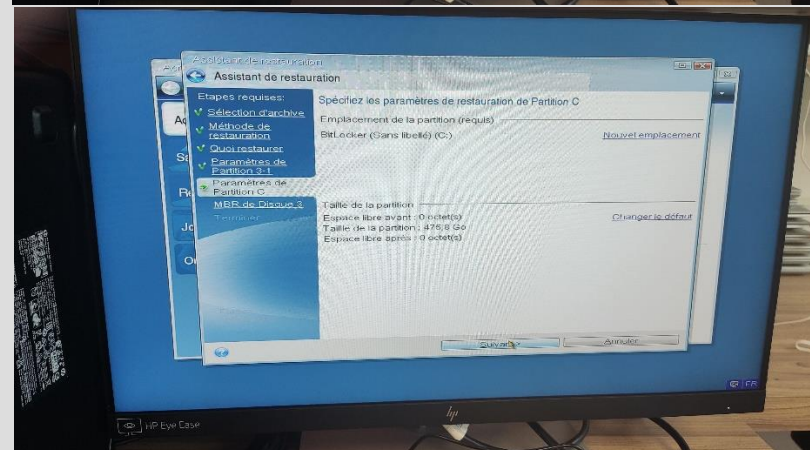 Assistant de restauration
Assistant de restauration
Etapes requises:
Sélection d'archive
Méthode de
restauration
Quoi restaurer
Paramètres de
Partition 3-1
Paramètres de
Partition C
MBR de Disque 3
Terminer
Spécifiez les paramètres de restauration de Partition C
Emplacement de la partition (requis)
BitLocker (Sans libellé) (C:)
Nouvel emplacement
Taille de la partition
Espace libre avant : 0 octet(s)
Changer le défaut
Taille de la partition : 476,8 Go
Espace libre après : 0 octet(s)
Annuler
FR
hp
HP Eye Ease